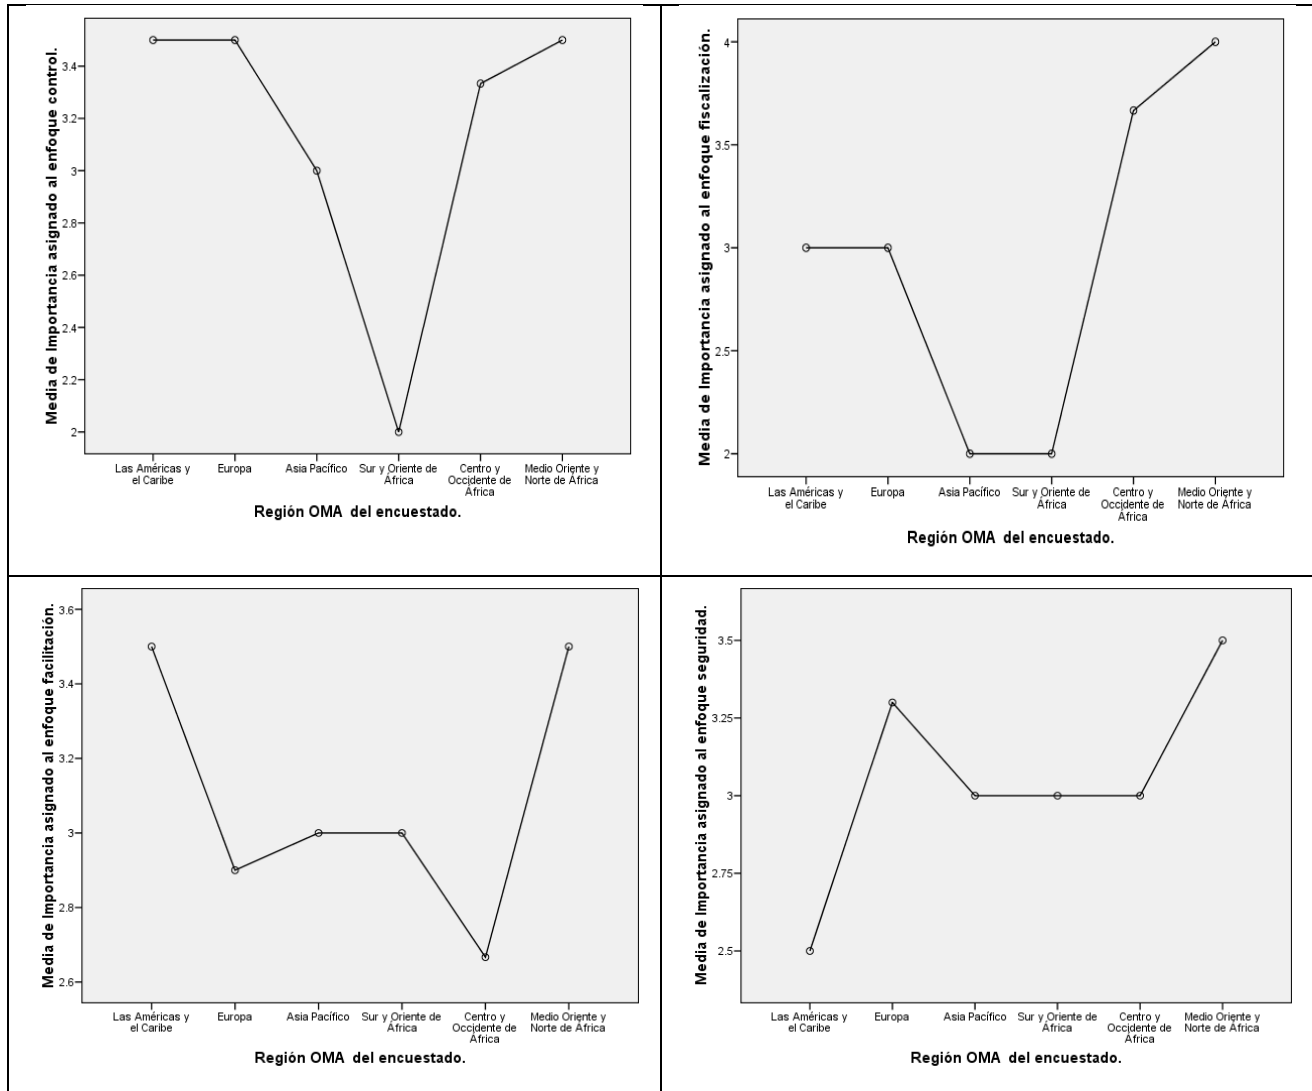 Media de Importancia asignado al enfoque control.
3.4
3.2
3
2.8
2.6
2.4
2.2
2
Las Américas y
el Caribe
Europa
Asia Pacífico
Sur y Oriente de
África
Centro y
Occidente de
África
Medio Oriente y
Norte de África
Región OMA del encuestado.
Media de Importancia asignado al enfoque fiscalización.
4
3.5
3
2.5
2
Las Américas y
el Caribe
Europa
Asia Pacífico
Sur y Oriente de
África
Centro y
Occidente de
África
Medio Oriente y
Norte de África
Región OMA del encuestado.
Media de Importancia asignado al enfoque facilitación.
3.6
3.4
3.2
3
2.8
2.6
Las Américas y
el Caribe
Europa
Asia Pacífico
Sur y Oriente de
África
Centro y
Occidente de
África
Medio Oriente y
Norte de África
Región OMA del encuestado.
Media de Importancia asignado al enfoque seguridad.
3.5
3.25
3
2.75
2.5
Las Américas y
el Caribe
Europa
Asia Pacífico
Sur y Oriente de
África
Centro y
Occidente de
África
Medio Oriente y
Norte de África
Región OMA del encuestado.